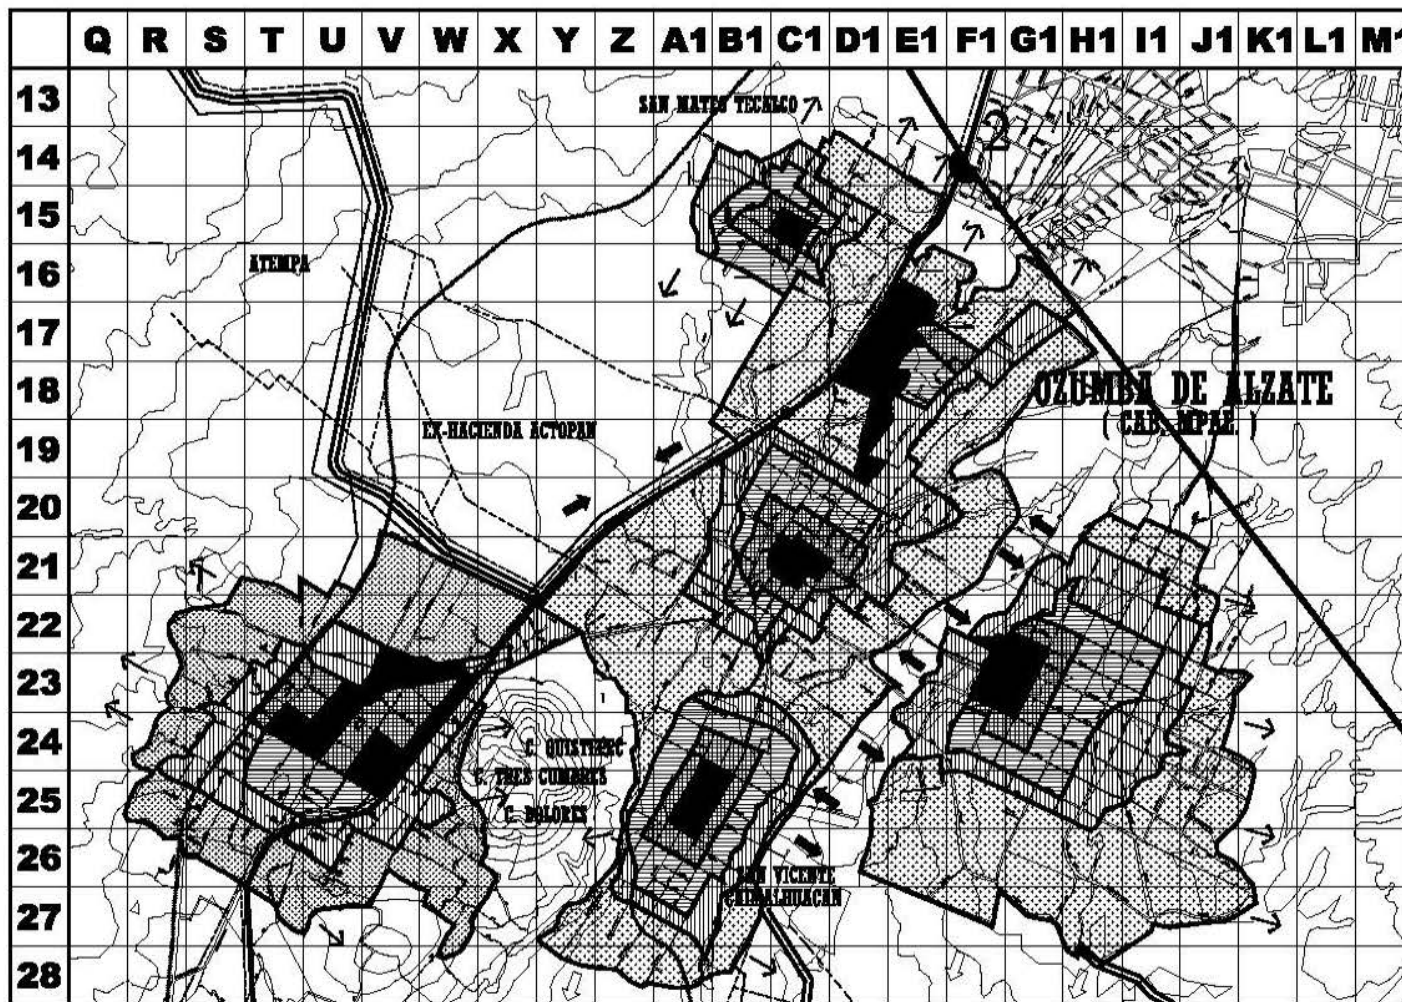 Q R S T U V W X Y Z A1 B1 C1 D1 E1 F1 G1 H1 I1 J1 K1 L1 M1
13
SAN MATEO TECALCO
2
14
15
16
ATEMPA
17
18
OZUMBA DE ALZATE
( CAB. MPAL. )
19
EX-HACIENDA ACTOPAN
20
21
22
23
24
C. QUISTEPEC
C. TRES CUMBRES
25
C. DOLORES
26
SAN VICENTE
CHIMALHUACAN
27
28